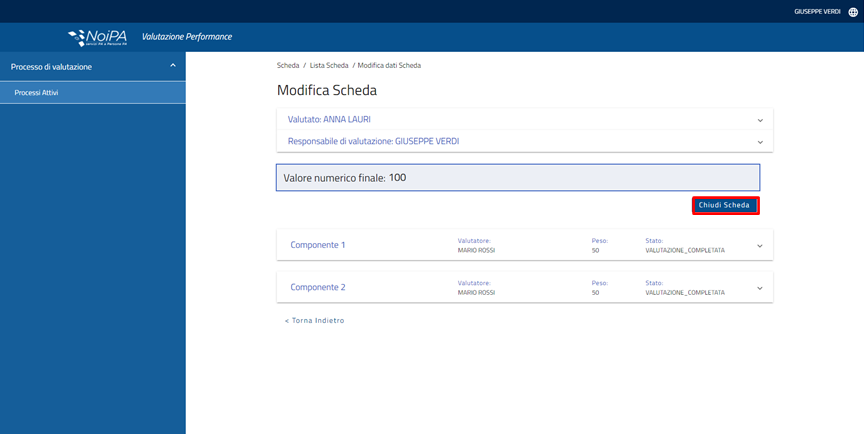 GIUSEPPE VERDI
NoiPA
servizi PA a Persone PA
Valutazione Performance
Processo di valutazione
Processi Attivi
Scheda / Lista Scheda / Modifica dati Scheda
Modifica Scheda
Valutato: ANNA LAURI
Responsabile di valutazione: GIUSEPPE VERDI
Valore numerico finale: 100
Chiudi Scheda
Componente 1
Valutatore:
MARIO ROSSI
Peso:
50
Stato:
VALUTAZIONE_COMPLETATA
Componente 2
Valutatore:
MARIO ROSSI
Peso:
50
Stato:
VALUTAZIONE_COMPLETATA
< Torna Indietro